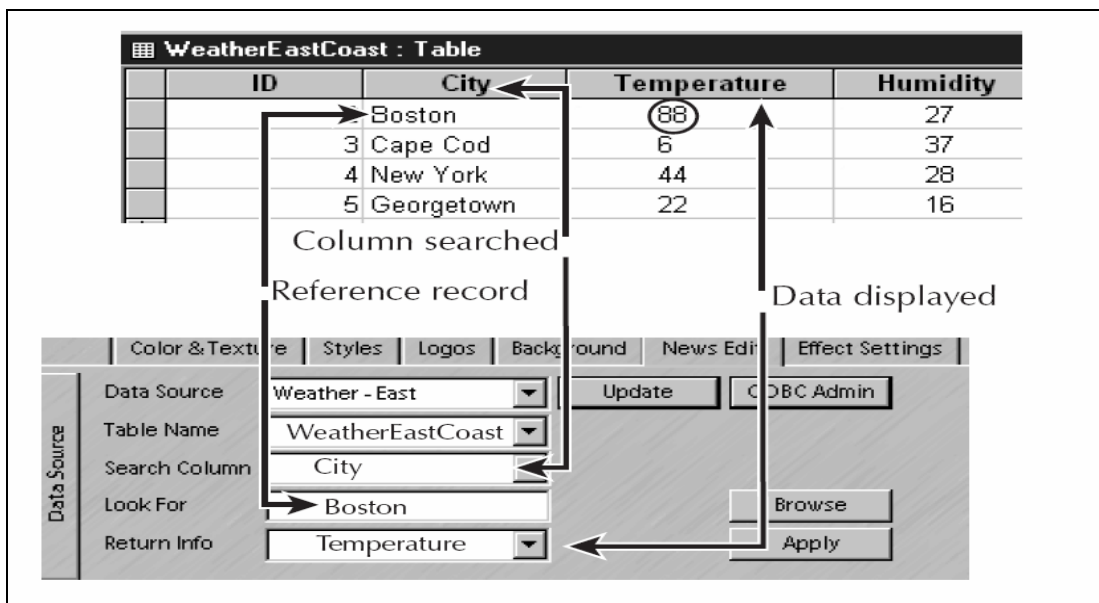 WeatherEastCoast : Table
ID City Temperature Humidity
Boston 88 27
3 Cape Cod 6 37
4 New York 44 28
5 Georgetown 22 16
Column searched
Reference record
Data displayed
Color & Texture Styles Logos Background News Edit Effect Settings
Data Source
Data Source Weather - East Update ODBC Admin
Table Name WeatherEastCoast
Search Column City
Look For Boston Browse
Return Info Temperature Apply